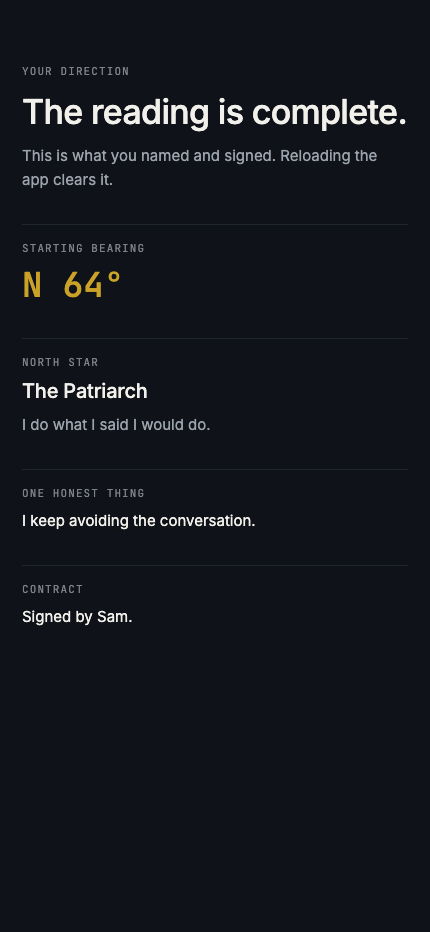 YOUR DIRECTION
The reading is complete.
This is what you named and signed. Reloading the
app clears it.
STARTING BEARING
N 64°
NORTH STAR
The Patriarch
I do what I said I would do.
ONE HONEST THING
I keep avoiding the conversation.
CONTRACT
Signed by Sam.